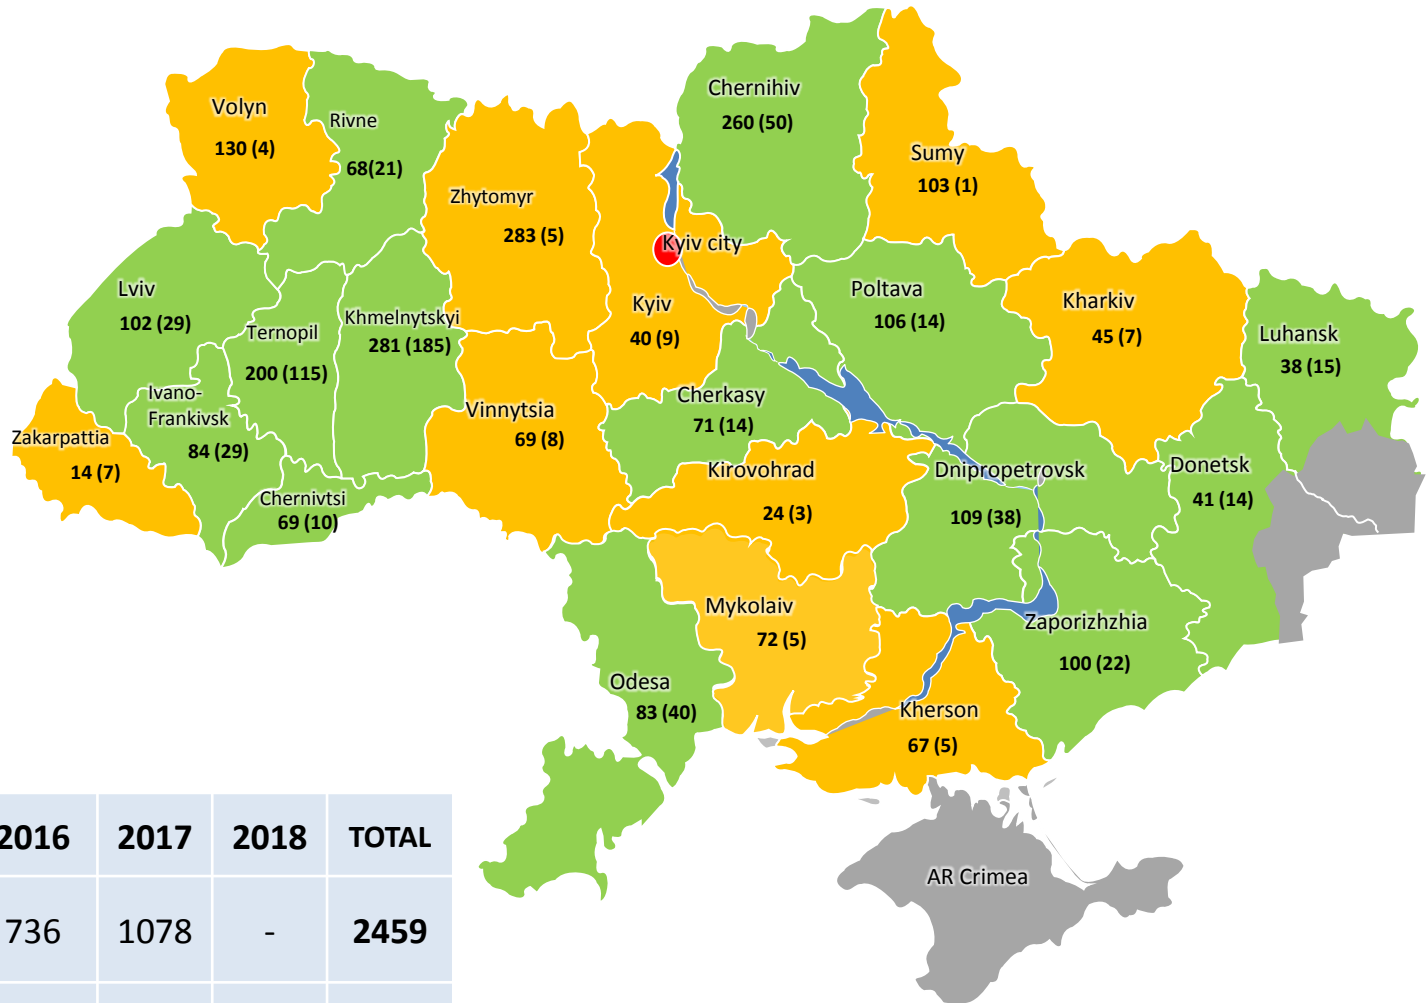 Chernihiv
260 (50)
Volyn
130 (4)
Rivne
68(21)
Sumy
103 (1)
Zhytomyr
283 (5)
Kyiv city
Lviv
102 (29)
Ternopil
200 (115)
Khmelnytskyi
281 (185)
Kyiv
40 (9)
Poltava
106 (14)
Kharkiv
45 (7)
Luhansk
38 (15)
Ivano-
Frankivsk
84 (29)
Zakarpattia
14 (7)
Chernivtsi
69 (10)
Vinnytsia
69 (8)
Cherkasy
71 (14)
Kirovohrad
24 (3)
Dnipropetrovsk
109 (38)
Donetsk
41 (14)
Mykolaiv
72 (5)
Zaporizhzhia
100 (22)
Odesa
83 (40)
Kherson
67 (5)
AR Crimea
2016 2017 2018 TOTAL
736 1078 - 2459